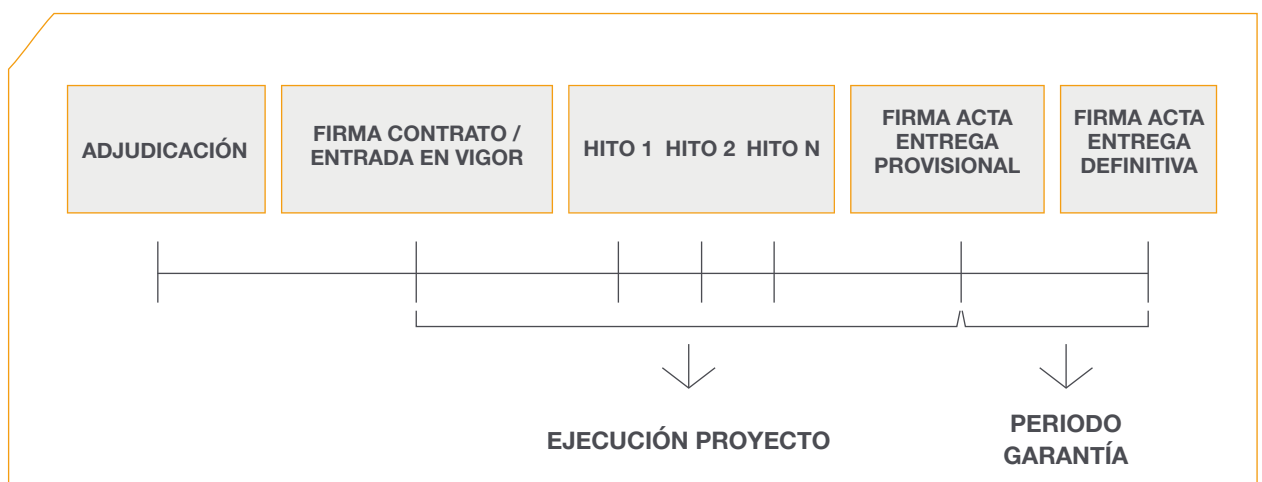 ADJUDICACIÓN
FIRMA CONTRATO /
ENTRADA EN VIGOR
HITO 1 HITO 2 HITO N
FIRMA ACTA
ENTREGA
PROVISIONAL
FIRMA ACTA
ENTREGA
DEFINITIVA
EJECUCIÓN PROYECTO
PERIODO
GARANTÍA